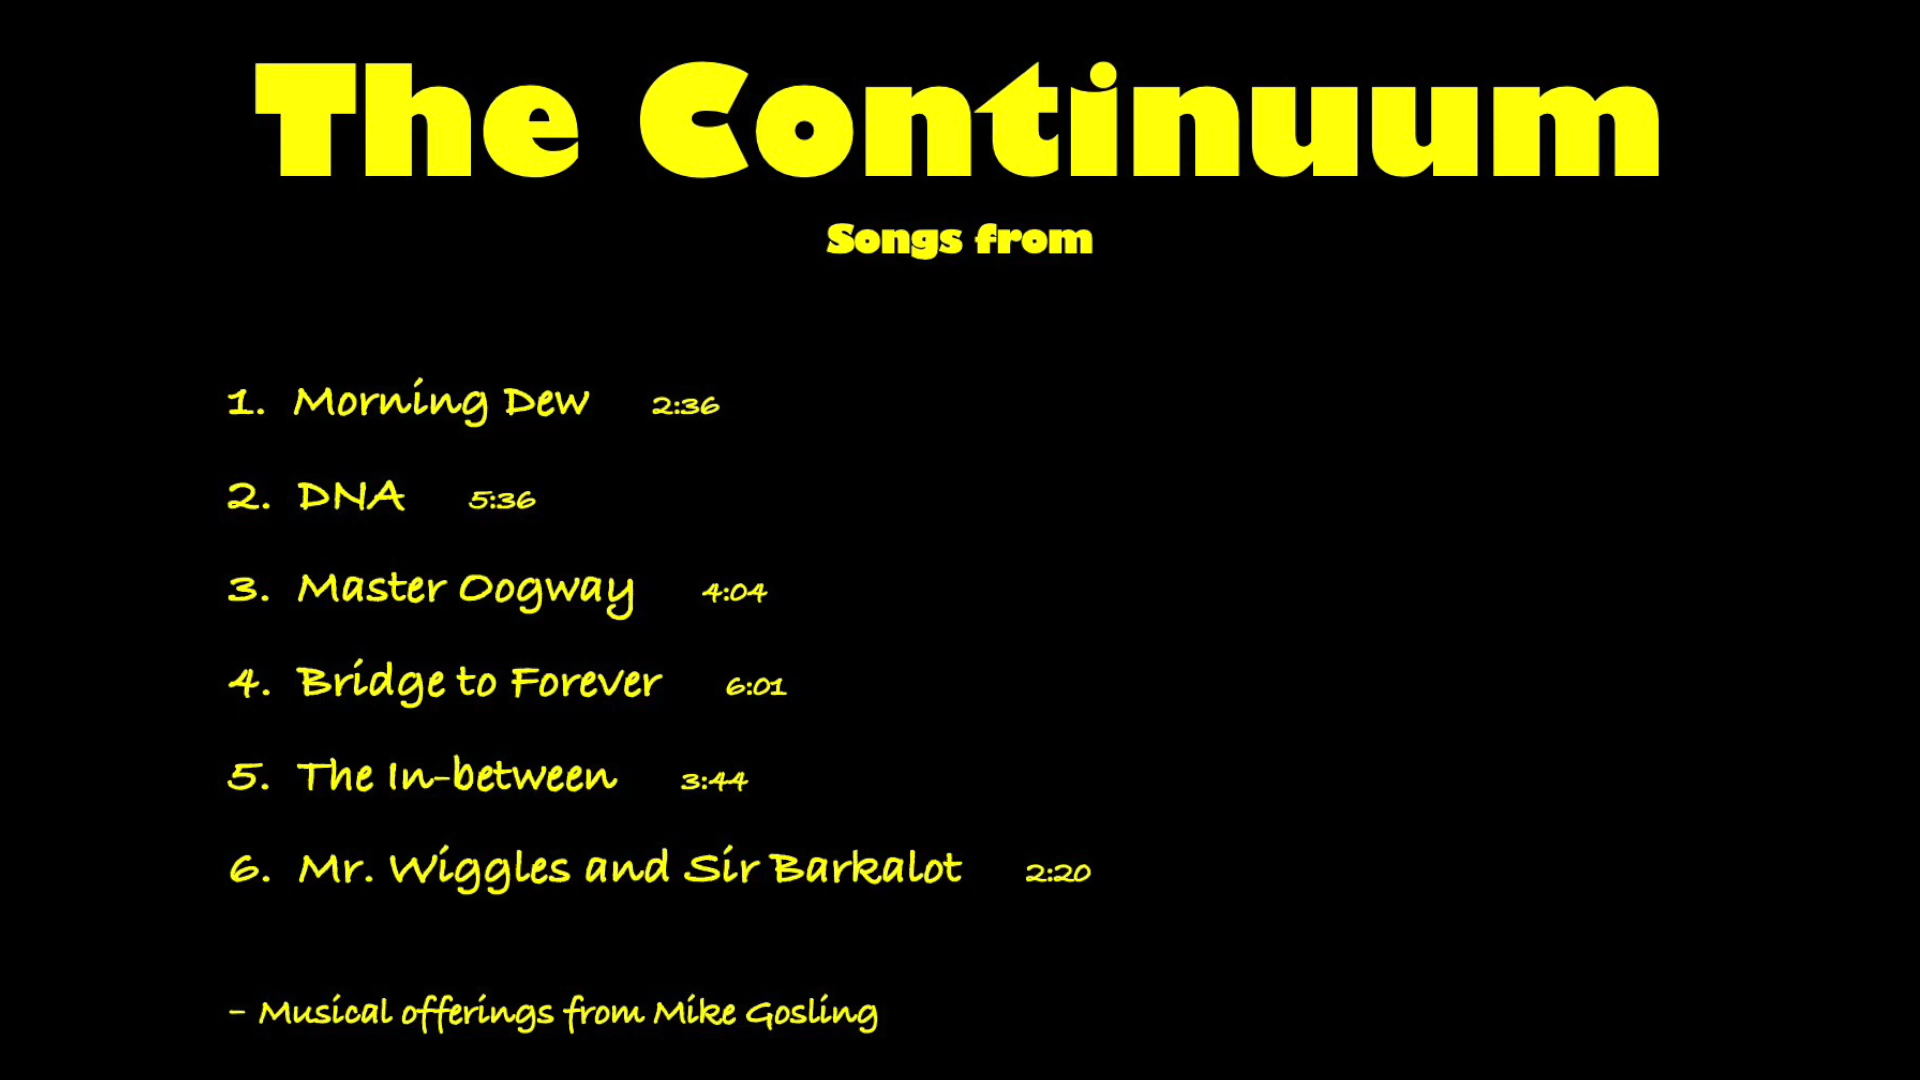 The Continuum
Songs from
1. Morning Dew 2:36
2. DNA 5:36
3. Master Oogway 4:04
4. Bridge to Forever 6:01
5. The In-between 3:44
6. Mr. Wiggles and Sir Barkalot 2:20
- Musical offerings from Mike Gosling